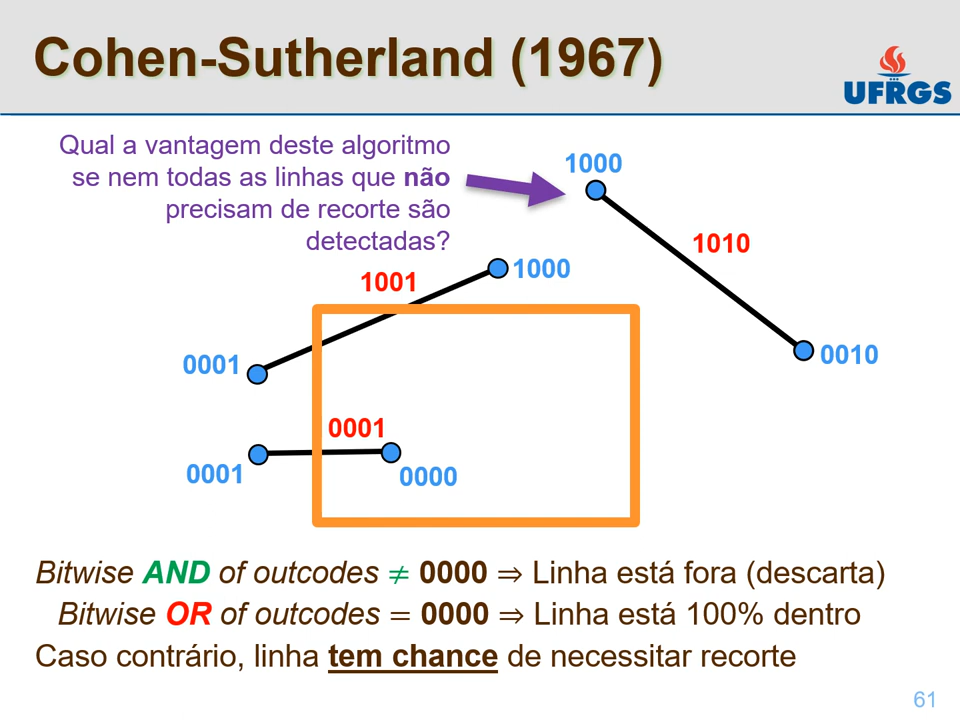 Cohen-Sutherland (1967)
UFRGS
Qual a vantagem deste algoritmo
se nem todas as linhas que não
precisam de recorte são
detectadas?
1000
1010
1001
1000
0001
0010
0001
0001
0000
Bitwise AND of outcodes ≠ 0000 ⇒ Linha está fora (descarta)
Bitwise OR of outcodes = 0000 ⇒ Linha está 100% dentro
Caso contrário, linha tem chance de necessitar recorte
61